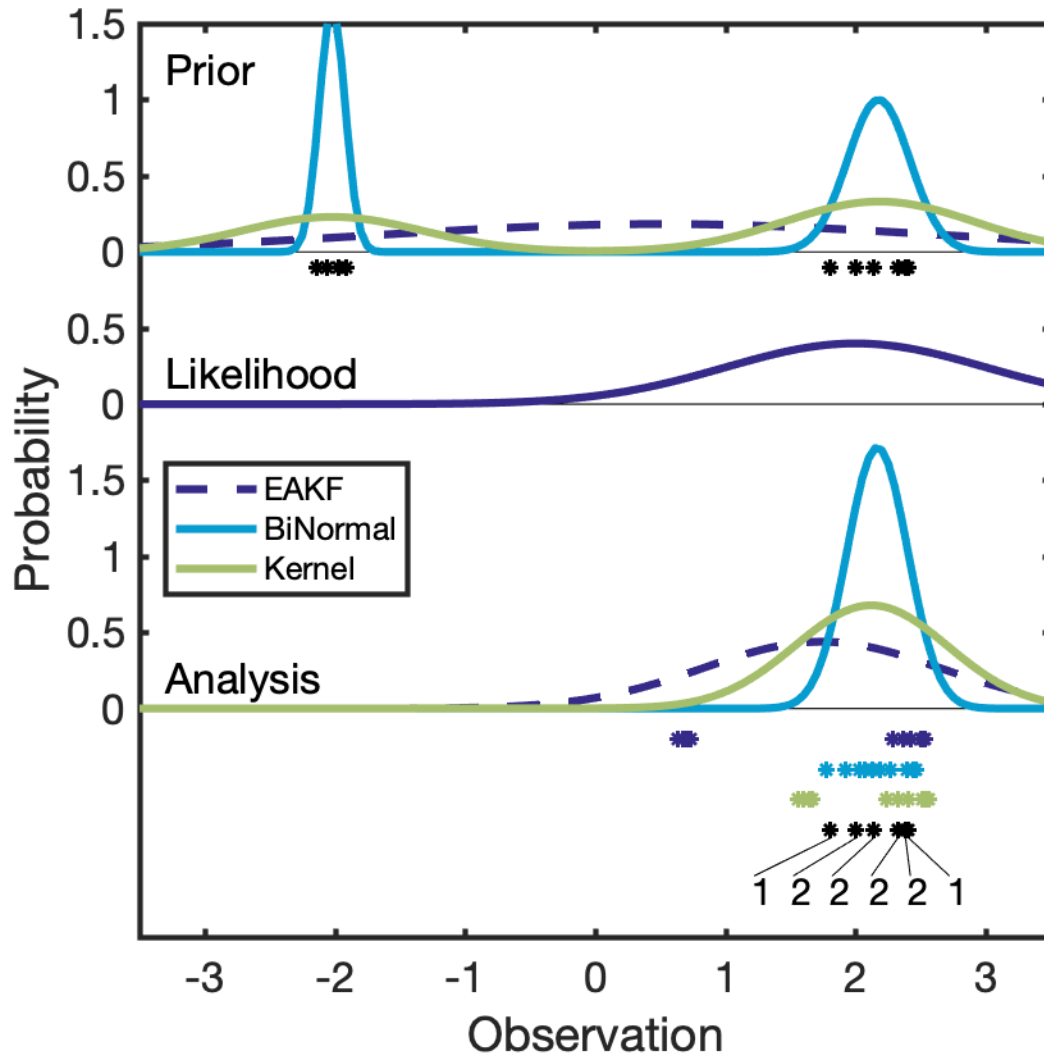 1.5
Prior
1
0.5
0
0.5
Likelihood
0
Probability
1.5
EAKF
1
BiNormal
Kernel
0.5
Analysis
0
1 2 2 2 2 1
-3 -2 -1 0 1 2 3
Observation